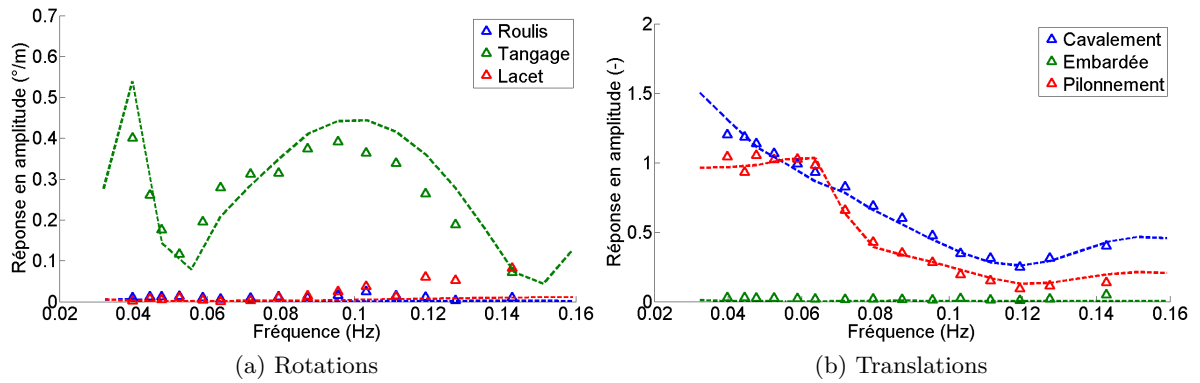 0.7
0.6
0.5
0.4
0.3
0.2
0.1
0
0.02
0.04
0.06
0.08
0.1
0.12
0.14
0.16
Réponse en amplitude (°/m)
Fréquence (Hz)
Roulis
Tangage
Lacet
(a) Rotations
2
1.5
1
0.5
0
0.02
0.04
0.06
0.08
0.1
0.12
0.14
0.16
Réponse en amplitude (-)
Fréquence (Hz)
Cavalement
Embardée
Pilonnement
(b) Translations